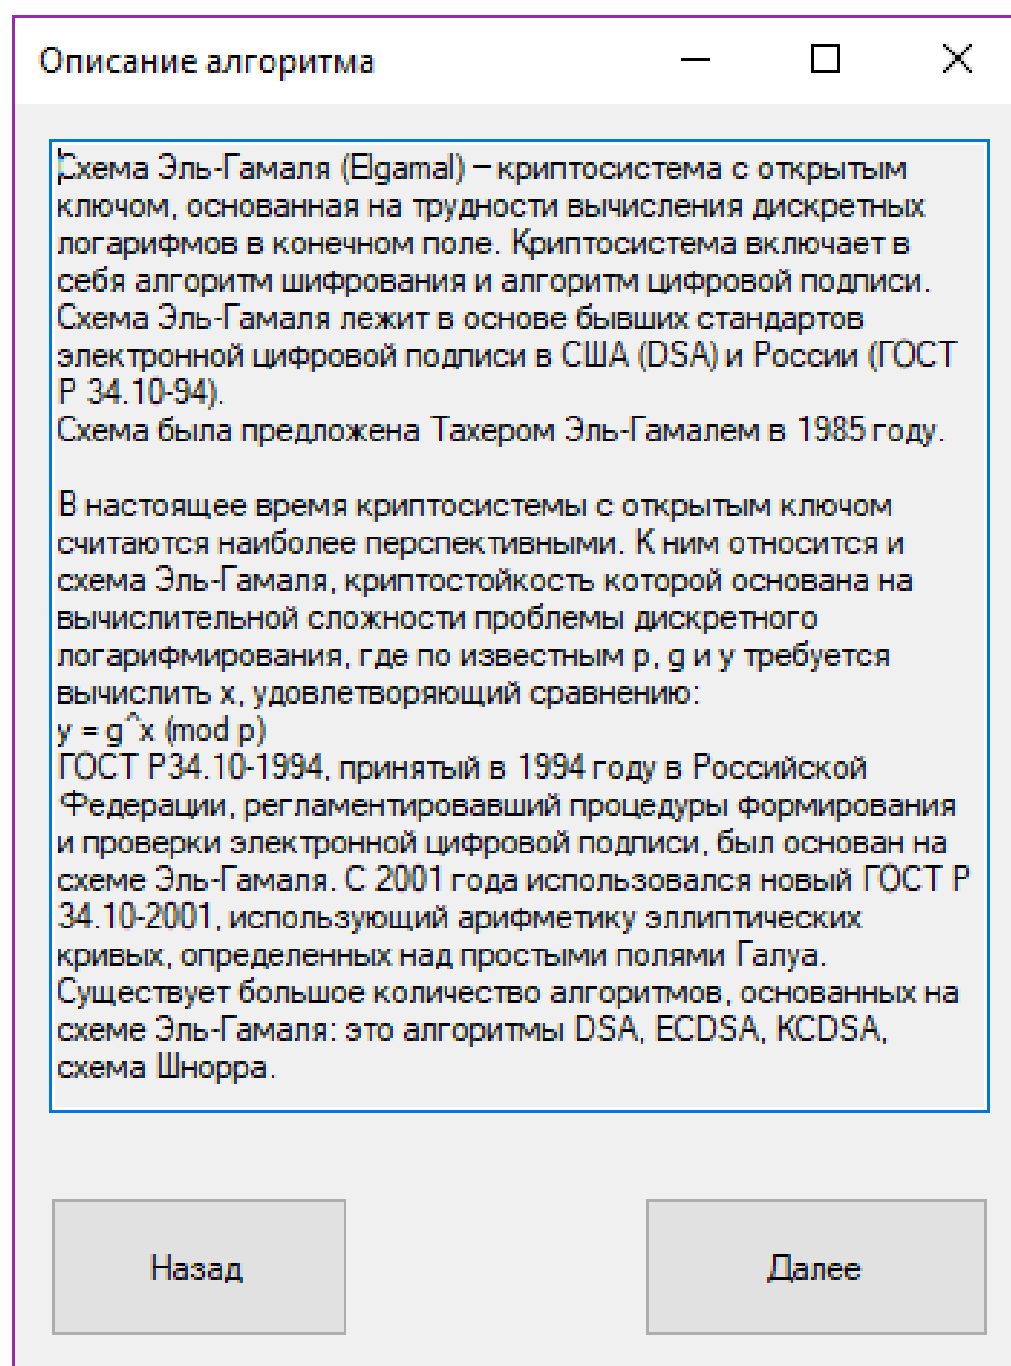 Описание алгоритма
Схема Эль-Гамаля (Elgamal) – криптосистема с открытым
ключом, основанная на трудности вычисления дискретных
логарифмов в конечном поле. Криптосистема включает в
себя алгоритм шифрования и алгоритм цифровой подписи.
Схема Эль-Гамаля лежит в основе бывших стандартов
электронной цифровой подписи в США (DSA) и России (ГОСТ
Р 34.10-94).
Схема была предложена Тахером Эль-Гамалем в 1985 году.
В настоящее время криптосистемы с открытым ключом
считаются наиболее перспективными. К ним относится и
схема Эль-Гамаля, криптостойкость которой основана на
вычислительной сложности проблемы дискретного
логарифмирования, где по известным p, g и y требуется
вычислить x, удовлетворяющий сравнению:
y = g^x (mod p)
ГОСТ Р34.10-1994, принятый в 1994 году в Российской
Федерации, регламентировавший процедуры формирования
и проверки электронной цифровой подписи, был основан на
схеме Эль-Гамаля. С 2001 года использовался новый ГОСТ Р
34.10-2001, использующий арифметику эллиптических
кривых, определенных над простыми полями Галуа.
Существует большое количество алгоритмов, основанных на
схеме Эль-Гамаля: это алгоритмы DSA, ECDSA, KCDSA,
схема Шнорра.
Назад
Далее